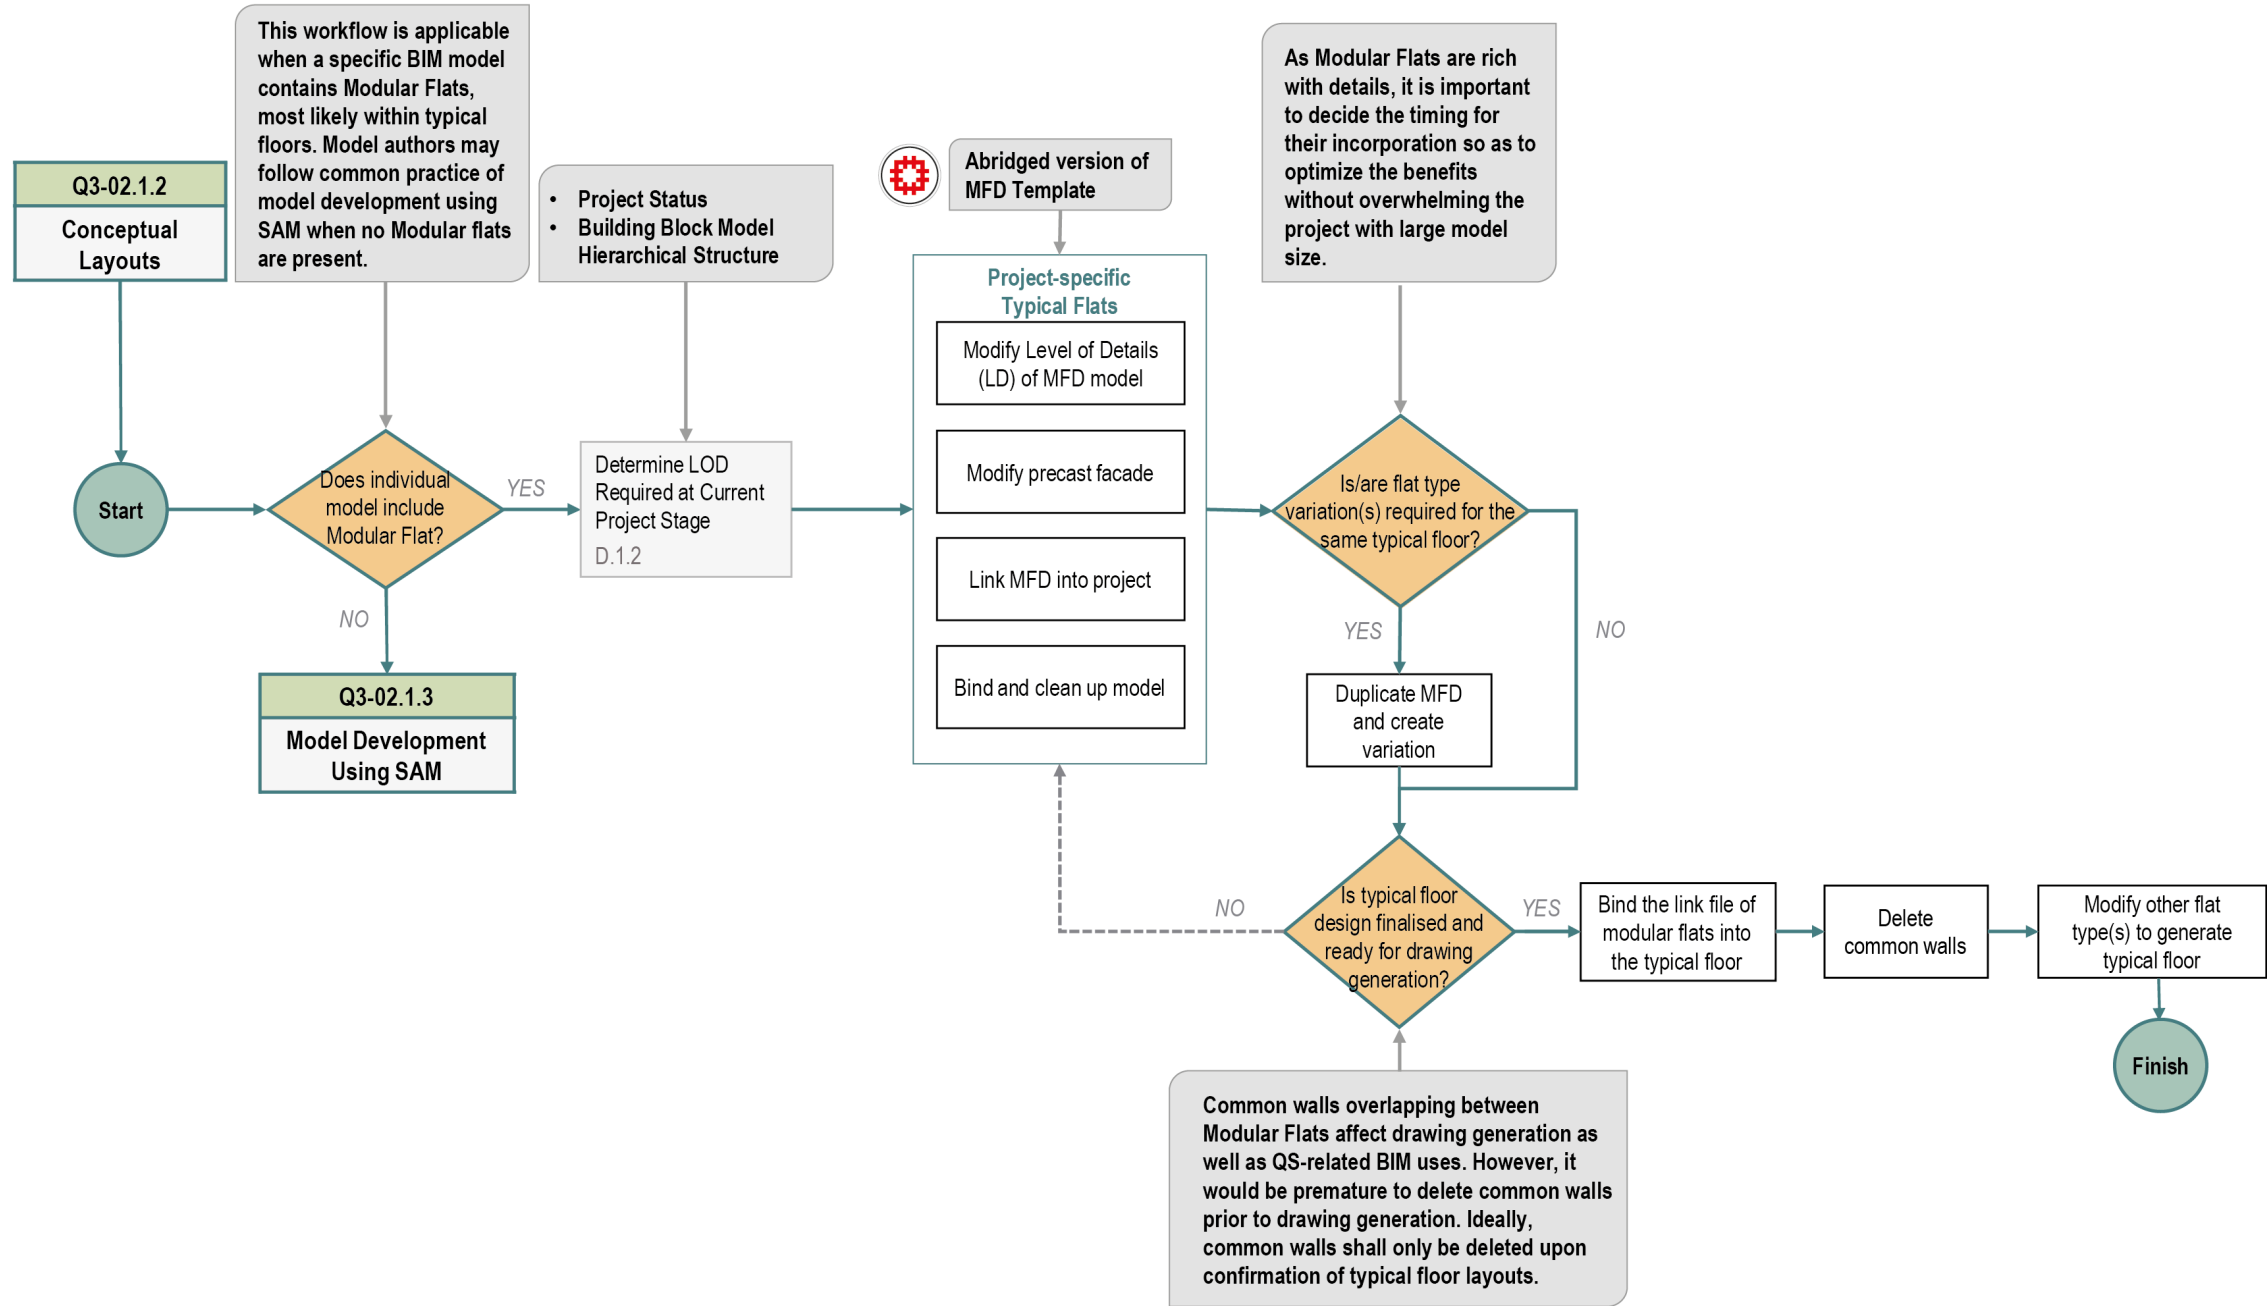 This workflow is applicable
when a specific BIM model
contains Modular Flats,
most likely within typical
floors. Model authors may
follow common practice of
model development using
SAM when no Modular flats
are present.
As Modular Flats are rich
with details, it is important
to decide the timing for
their incorporation so as to
optimize the benefits
without overwhelming the
project with large model
size.
Abridged version of
MFD Template
Q3-02.1.2
Conceptual
Layouts
• Project Status
• Building Block Model
Hierarchical Structure
Project-specific
Typical Flats
Modify Level of Details
(LD) of MFD model
Modify precast facade
Link MFD into project
Bind and clean up model
Start
Does individual
model include
Modular Flat?
YES
NO
Determine LOD
Required at Current
Project Stage
D.1.2
Q3-02.1.3
Model Development
Using SAM
Is/are flat type
variation(s) required for the
same typical floor?
YES
NO
Duplicate MFD
and create
variation
Is typical floor
design finalised and
ready for drawing
generation?
NO
YES
Bind the link file of
modular flats into
the typical floor
Delete
common walls
Modify other flat
type(s) to generate
typical floor
Finish
Common walls overlapping between
Modular Flats affect drawing generation as
well as QS-related BIM uses. However, it
would be premature to delete common walls
prior to drawing generation. Ideally,
common walls shall only be deleted upon
confirmation of typical floor layouts.